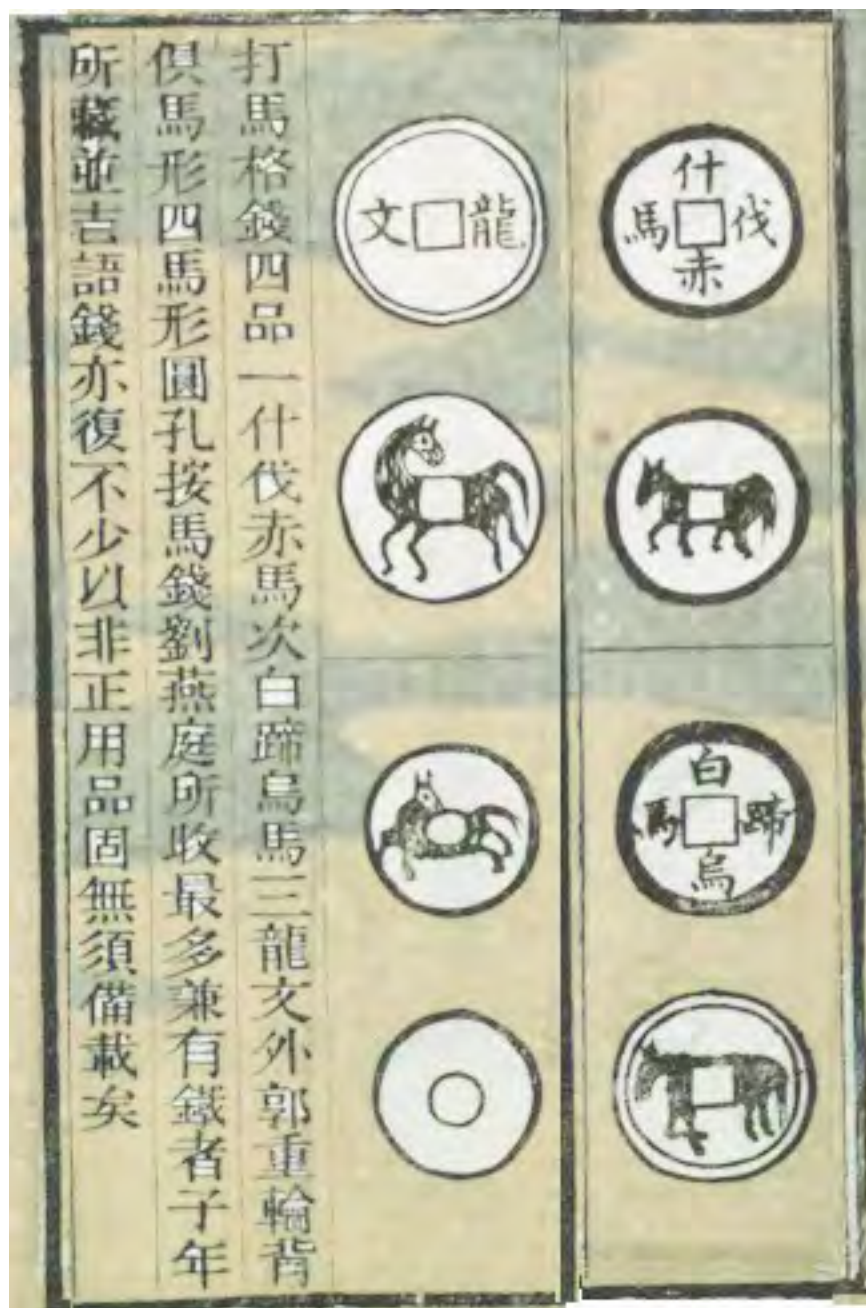 什伐赤馬
白蹄烏馬
龍文
打馬格錢四品一什伐赤馬次白蹄烏馬三龍文外郭重輪背
俱馬形四馬形圓孔按馬錢劉燕庭所收最多兼有鐵者子年
所藏並吉語錢亦復不少以非正用品固無須備載矣